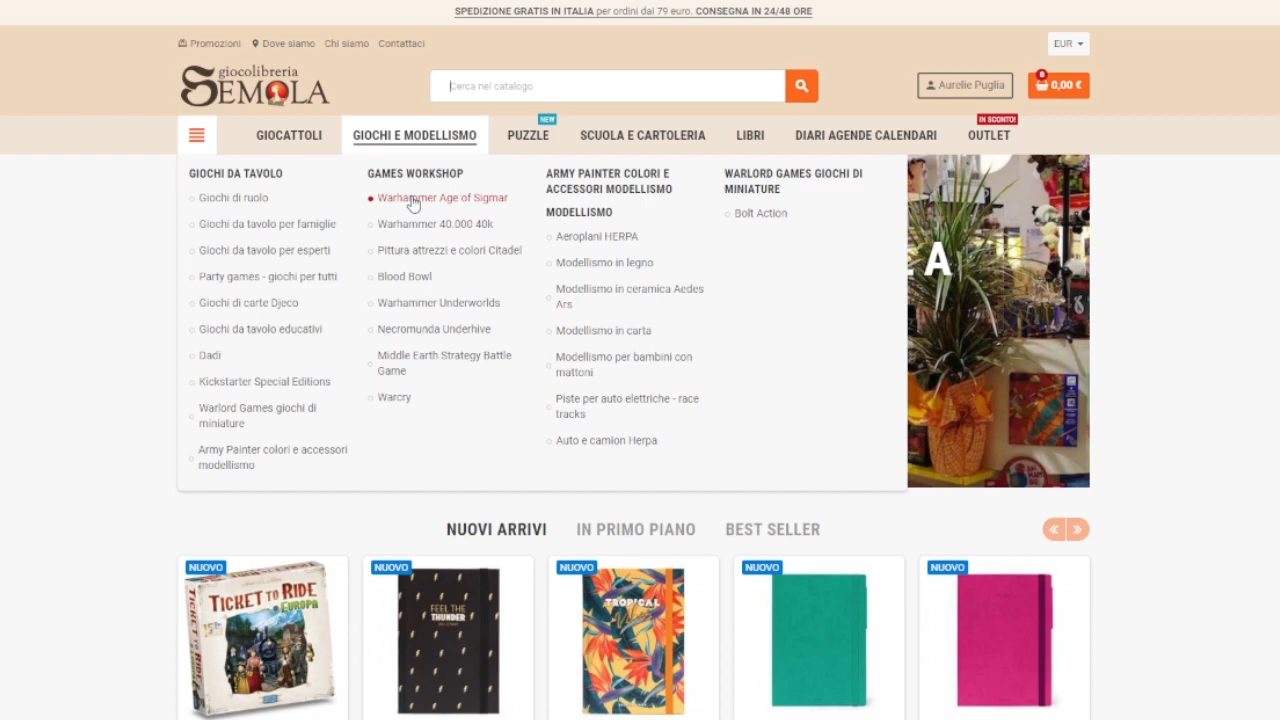 SPEDIZIONE GRATIS IN ITALIA per ordini dai 79 euro. CONSEGNA IN 24/48 ORE
Promozioni Dove siamo Chi siamo Contattaci
EUR
giocolibreria
SEMOLA
Cerca nel catalogo
Aurelie Puglia
0
0,00 €
NEW
IN SCONTO!
GIOCATTOLI GIOCHI E MODELLISMO PUZZLE SCUOLA E CARTOLERIA LIBRI DIARI AGENDE CALENDARI OUTLET
GIOCHI DA TAVOLO
Giochi di ruolo
Giochi da tavolo per famiglie
Giochi da tavolo per esperti
Party games - giochi per tutti
Giochi di carte Djeco
Giochi da tavolo educativi
Dadi
Kickstarter Special Editions
Warlord Games giochi di
miniature
Army Painter colori e accessori
modellismo
GAMES WORKSHOP
Warhammer Age of Sigmar
Warhammer 40.000 40k
Pittura attrezzi e colori Citadel
Blood Bowl
Warhammer Underworlds
Necromunda Underhive
Middle Earth Strategy Battle
Game
Warcry
ARMY PAINTER COLORI E
ACCESSORI MODELLISMO
MODELLISMO
Aeroplani HERPA
Modellismo in legno
Modellismo in ceramica Aedes
Ars
Modellismo in carta
Modellismo per bambini con
mattoni
Piste per auto elettriche - race
tracks
Auto e camion Herpa
WARLORD GAMES GIOCHI DI
MINIATURE
Bolt Action
LA
NUOVI ARRIVI IN PRIMO PIANO BEST SELLER
NUOVO
TICKET TO RIDE
EUROPA
TICKET TO RIDE
NUOVO
FEEL THE
THUNDER
NUOVO
TROPICAL
NUOVO
NUOVO